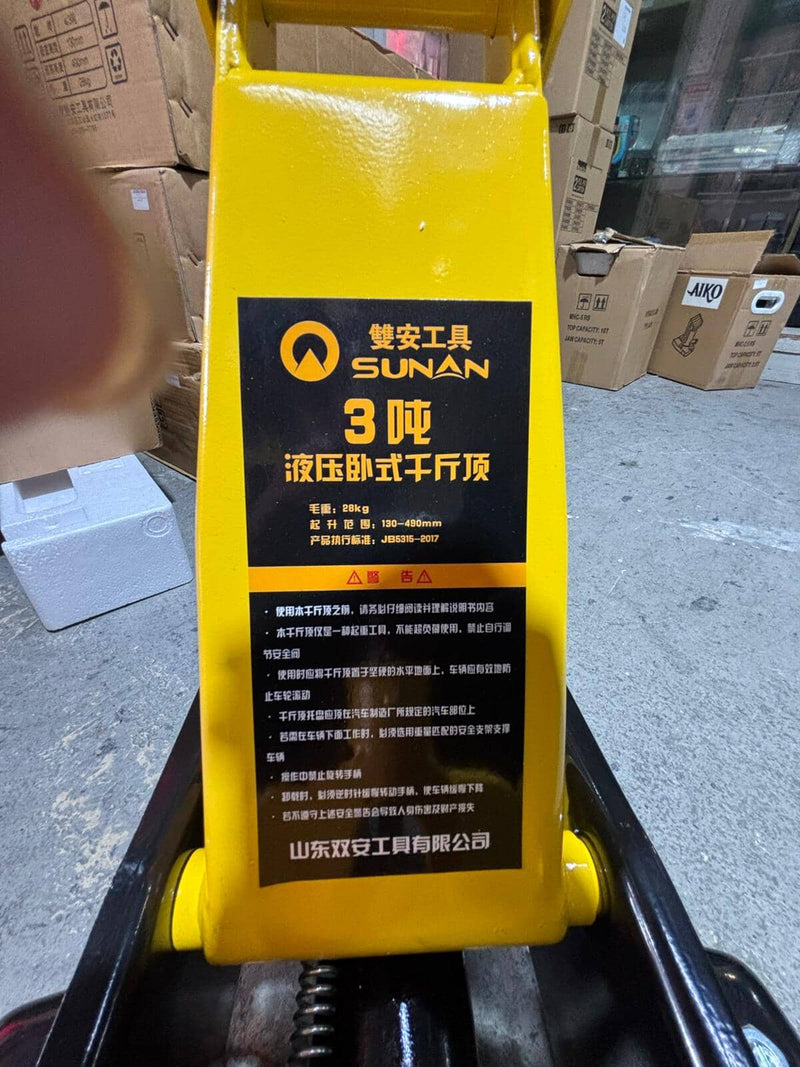 雙安工具
SUNAN
3吨
液压卧式千斤顶
毛重：28kg
起升范围：130-490mm
产品执行标准：JB5315-2017
警 告
· 使用本千斤顶之前，请务必仔细阅读并理解说明书内容
· 本千斤顶仅是一种起重工具，不能超负荷使用，禁止自行调
节安全阀
· 使用时应将千斤顶置于坚硬的水平地面上，车辆应有效地防
止车轮滚动
· 千斤顶托盘应顶在汽车制造厂所规定的汽车部位上
· 若需在车辆下面工作时，必须选用重量匹配的安全支架支撑
车辆
· 操作中禁止旋转手柄
· 卸载时，必须逆时针缓慢转动手柄，使车辆缓慢下降
· 若不遵守上述安全警告会导致人身伤害及财产损失
山东双安工具有限公司
AIKO
TOP CAPACITY: 10T
JAW CAPACITY: 5T